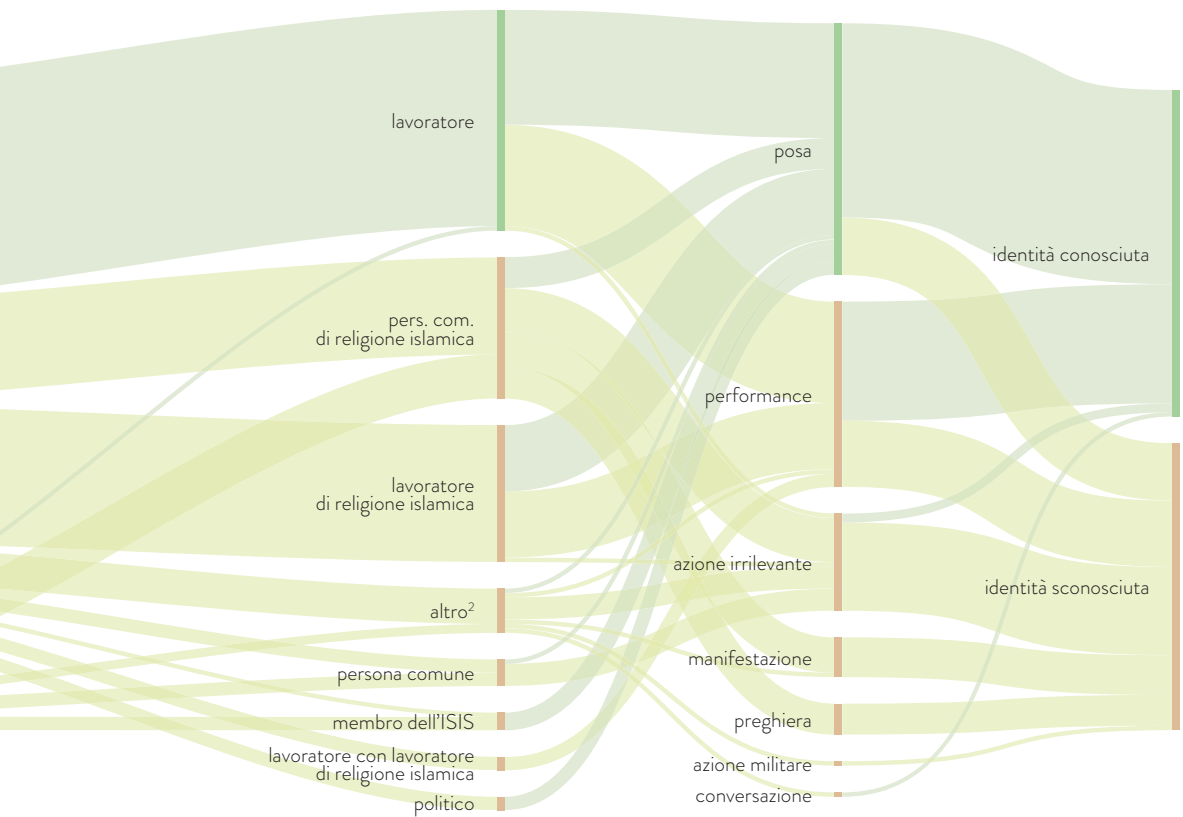 lavoratore
pers. com.
di religione islamica
lavoratore
di religione islamica
altro²
persona comune
membro dell'ISIS
lavoratore con lavoratore
di religione islamica
politico
posa
performance
azione irrilevante
manifestazione
preghiera
azione militare
conversazione
identità conosciuta
identità sconosciuta